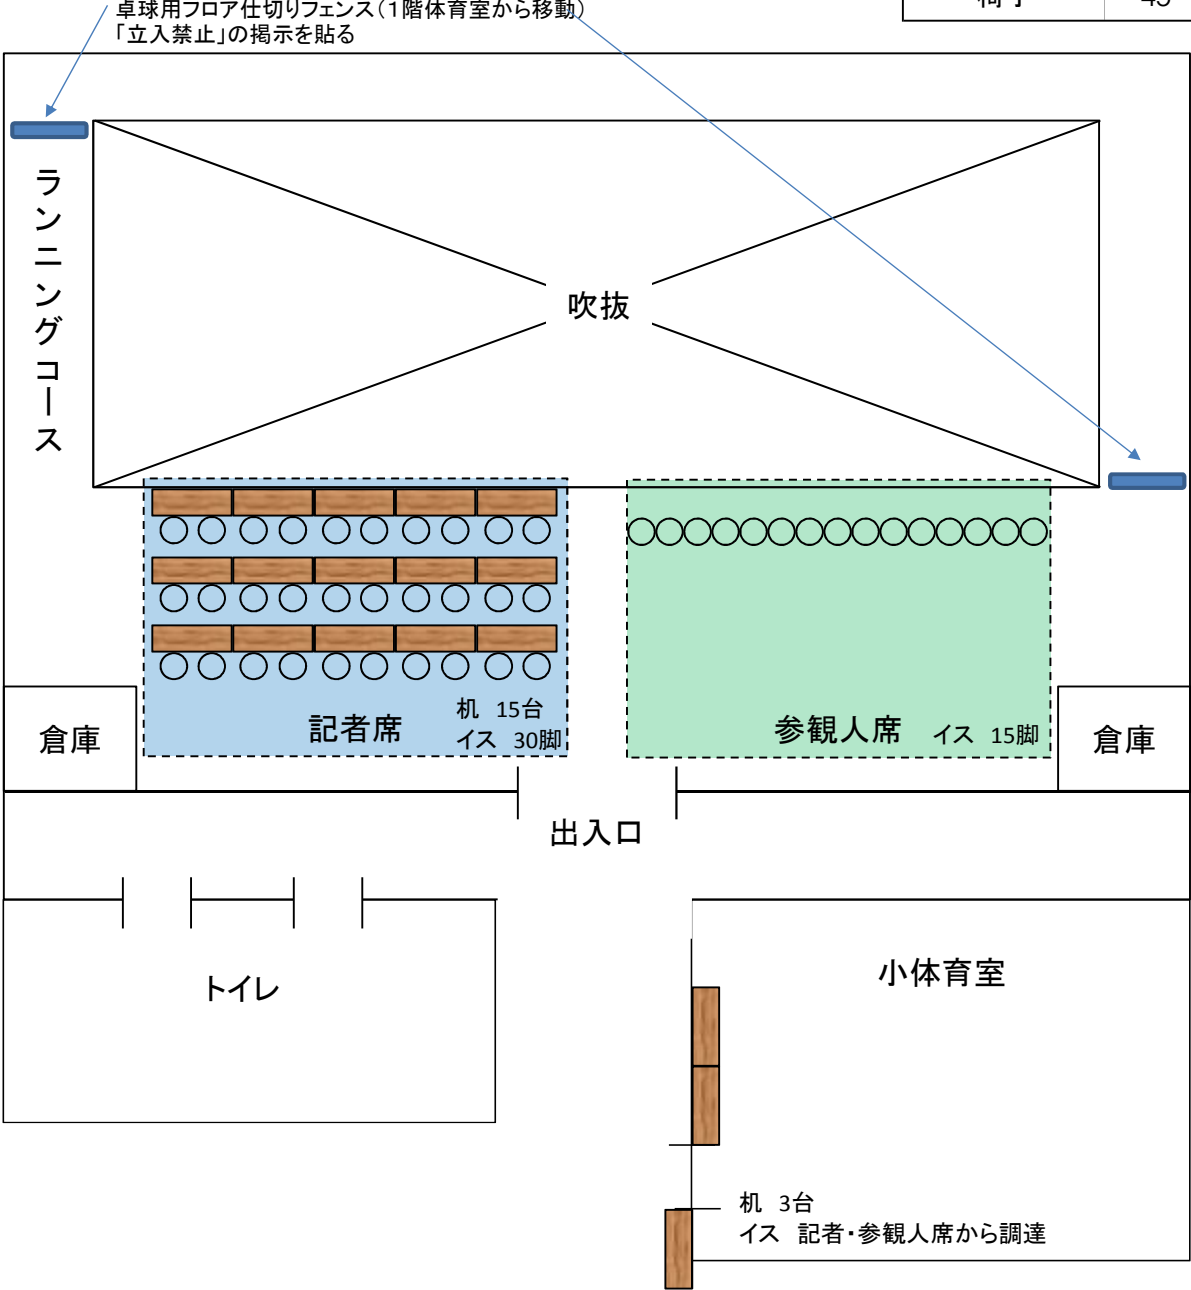 卓球用フロア仕切りフェンス（１階体育室から移動）
「立入禁止」の掲示を貼る
45
ランニングコース
吹抜
机 15台
記者席
イス 30脚
参観人席 イス 15脚
倉庫
倉庫
出入口
トイレ
小体育室
机 3台
イス 記者・参観人席から調達